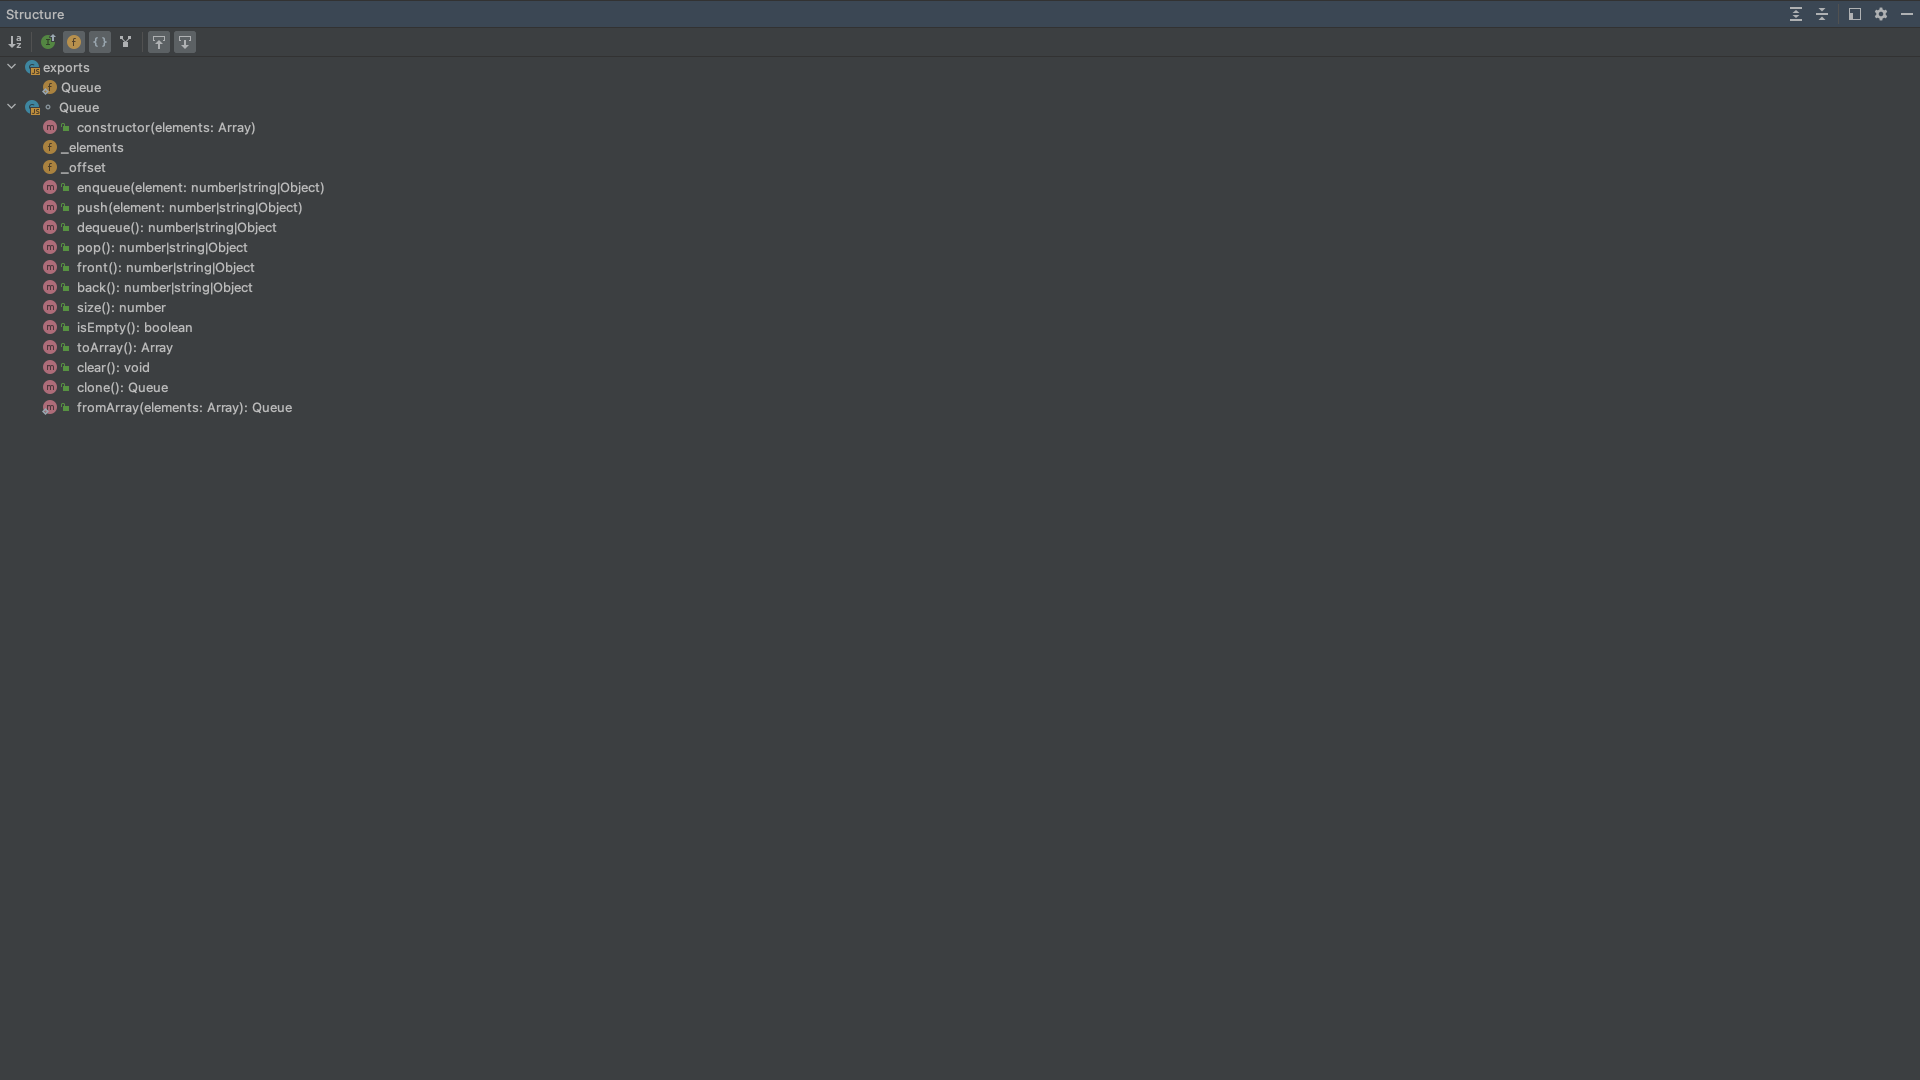 Structure
exports
Queue
Queue
constructor(elements: Array)
_elements
_offset
enqueue(element: number|string|Object)
push(element: number|string|Object)
dequeue(): number|string|Object
pop(): number|string|Object
front(): number|string|Object
back(): number|string|Object
size(): number
isEmpty(): boolean
toArray(): Array
clear(): void
clone(): Queue
fromArray(elements: Array): Queue